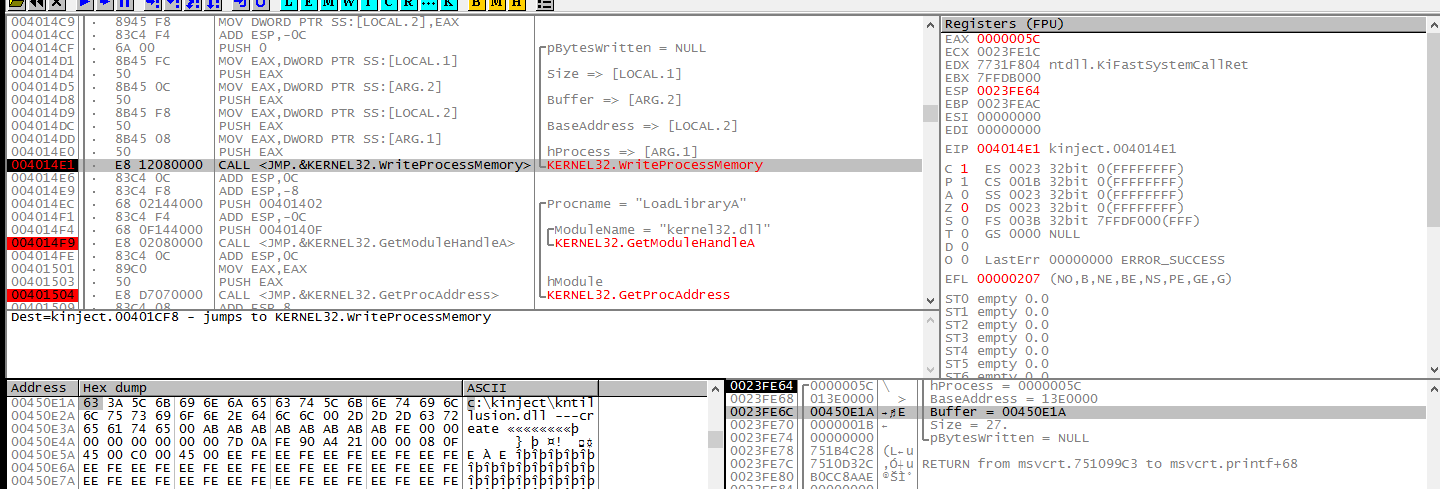 L E M W T C R ... K B M H
004014C9 . 8945 F8 MOV DWORD PTR SS:[LOCAL.2],EAX
004014CC . 83C4 F4 ADD ESP,-0C
004014CF . 6A 00 PUSH 0 pBytesWritten = NULL
004014D1 . 8B45 FC MOV EAX,DWORD PTR SS:[LOCAL.1]
004014D4 . 50 PUSH EAX Size => [LOCAL.1]
004014D5 . 8B45 0C MOV EAX,DWORD PTR SS:[ARG.2]
004014D8 . 50 PUSH EAX Buffer => [ARG.2]
004014D9 . 8B45 F8 MOV EAX,DWORD PTR SS:[LOCAL.2]
004014DC . 50 PUSH EAX BaseAddress => [LOCAL.2]
004014DD . 8B45 08 MOV EAX,DWORD PTR SS:[ARG.1]
004014E0 . 50 PUSH EAX hProcess => [ARG.1]
004014E1 . E8 12080000 CALL <JMP.&KERNEL32.WriteProcessMemory> KERNEL32.WriteProcessMemory
004014E6 . 83C4 0C ADD ESP,0C
004014E9 . 83C4 F8 ADD ESP,-8
004014EC . 68 02144000 PUSH 00401402 Procname = "LoadLibraryA"
004014F1 . 83C4 F4 ADD ESP,-0C
004014F4 . 68 0F144000 PUSH 0040140F ModuleName = "kernel32.dll"
004014F9 . E8 02080000 CALL <JMP.&KERNEL32.GetModuleHandleA> KERNEL32.GetModuleHandleA
004014FE . 83C4 0C ADD ESP,0C
00401501 . 89C0 MOV EAX,EAX
00401503 . 50 PUSH EAX hModule
00401504 . E8 D7070000 CALL <JMP.&KERNEL32.GetProcAddress> KERNEL32.GetProcAddress
00401509 . 83C4 08 ADD ESP,8
Dest=kinject.00401CF8 - jumps to KERNEL32.WriteProcessMemory
Registers (FPU)
EAX 0000005C
ECX 0023FE1C
EDX 7731F804 ntdll.KiFastSystemCallRet
EBX 7FFDB000
ESP 0023FE64
EBP 0023FEAC
ESI 00000000
EDI 00000000
EIP 004014E1 kinject.004014E1
C 1 ES 0023 32bit 0(FFFFFFFF)
P 1 CS 001B 32bit 0(FFFFFFFF)
A 0 SS 0023 32bit 0(FFFFFFFF)
Z 0 DS 0023 32bit 0(FFFFFFFF)
S 0 FS 003B 32bit 7FFDF000(FFF)
T 0 GS 0000 NULL
D 0
O 0 LastErr 00000000 ERROR_SUCCESS
EFL 00000207 (NO,B,NE,BE,NS,PE,GE,G)
ST0 empty 0.0
ST1 empty 0.0
ST2 empty 0.0
ST3 empty 0.0
ST4 empty 0.0
ST5 empty 0.0
ST6 empty 0.0
Address Hex dump ASCII
00450E1A 63 3A 5C 6B 69 6E 6A 65 63 74 5C 6B 6E 74 69 6C c:\kinject\kntil
00450E2A 6C 75 73 69 6F 6E 2E 64 6C 6C 00 2D 2D 2D 63 72 lusion.dll ---cr
00450E3A 65 61 74 65 00 AB AB AB AB AB AB AB AB FE 00 00 eate ««««««««þ
00450E4A 00 00 00 00 00 00 7D 0A FE 90 A4 21 00 00 08 0F
00450E5A 45 00 C0 00 45 00 EE FE EE FE EE FE EE FE EE FE E À E îþîþîþîþîþ
00450E6A EE FE EE FE EE FE EE FE EE FE EE FE EE FE EE FE îþîþîþîþîþîþîþîþ
00450E7A EE FE EE FE EE FE EE FE EE FE EE FE EE FE EE FE îþîþîþîþîþîþîþîþ
0023FE64 0000005C \ hProcess = 0000005C
0023FE68 013E0000 > BaseAddress = 13E0000
0023FE6C 00450E1A E Buffer = 00450E1A
0023FE70 0000001B Size = 27.
0023FE74 00000000 pBytesWritten = NULL
0023FE78 751B4C28
0023FE7C 7510D32C RETURN from msvcrt.751099C3 to msvcrt.printf+68
0023FE80 B0CC8AAE
0023FE84 00000000